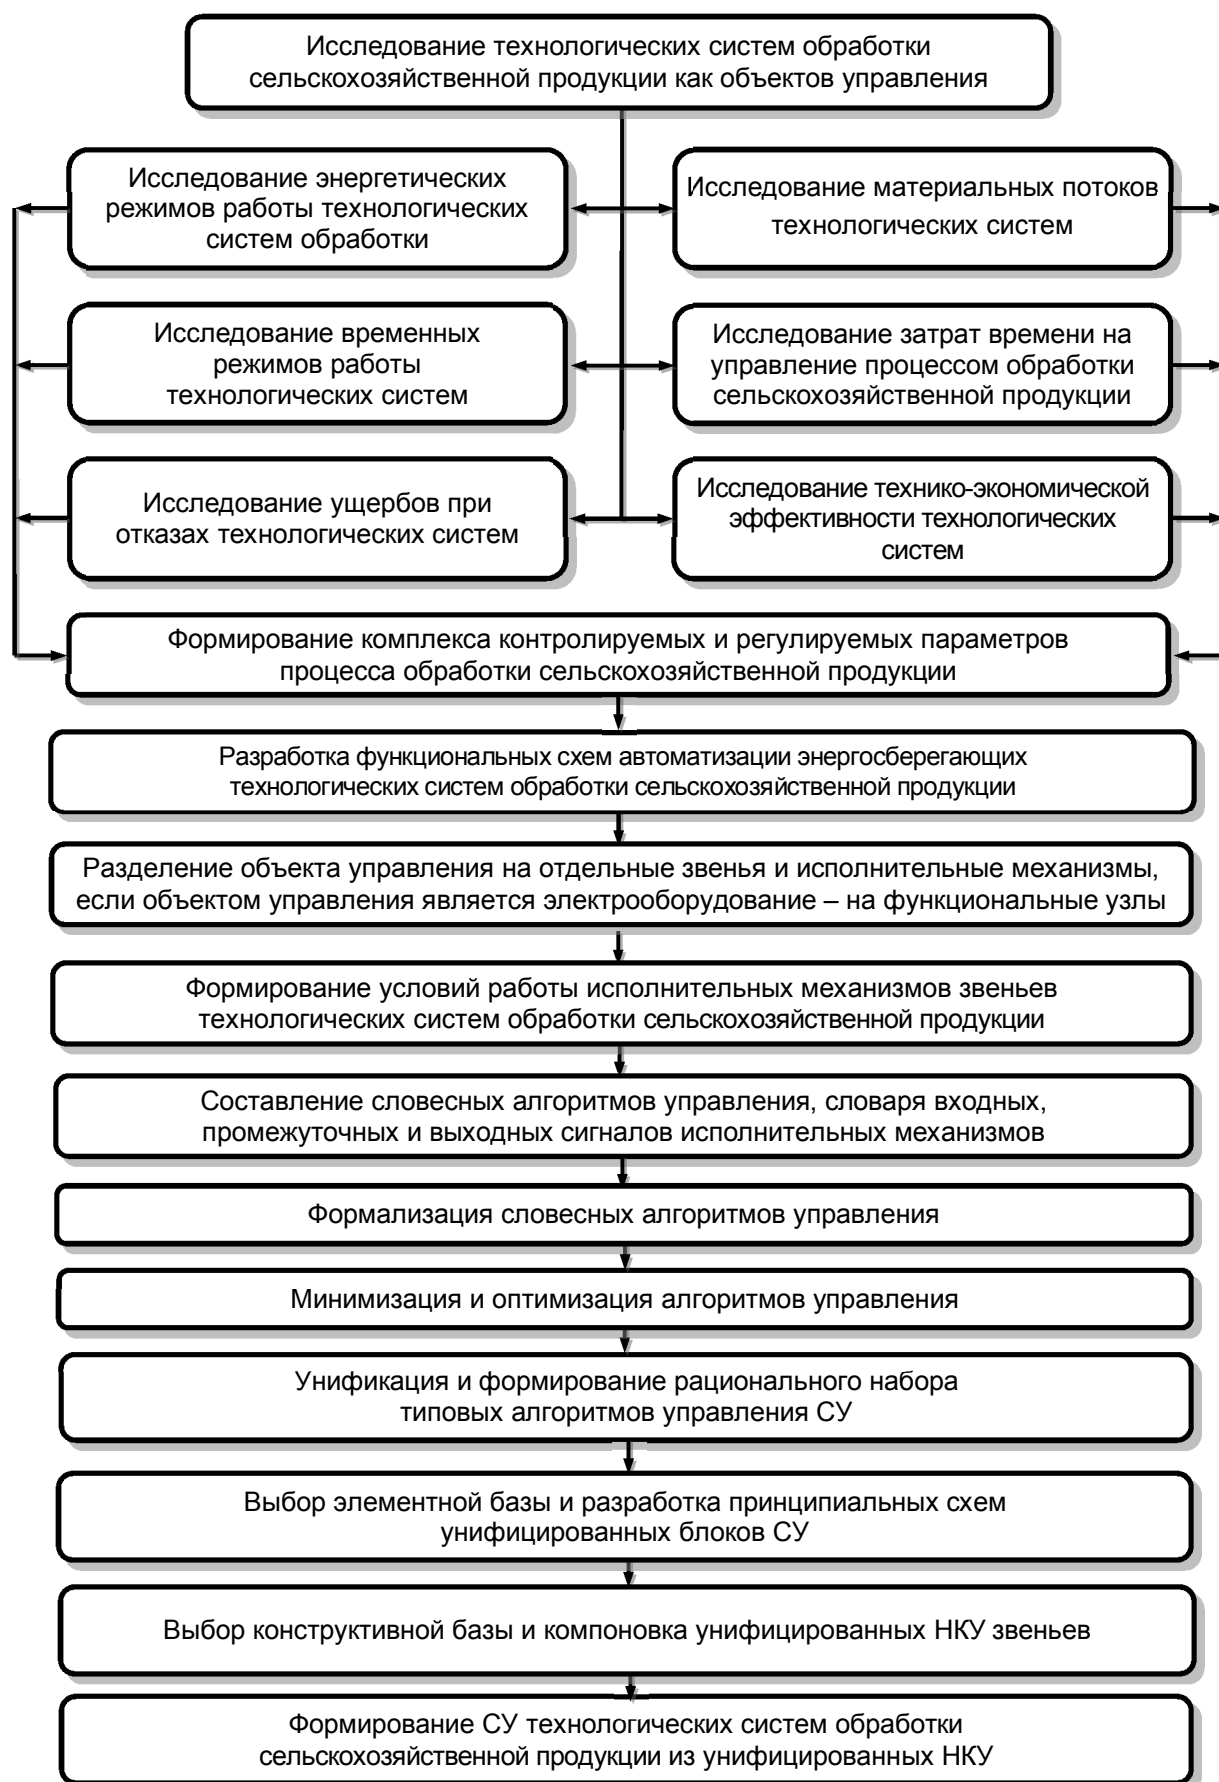 Исследование технологических систем обработки
сельскохозяйственной продукции как объектов управления
Исследование энергетических
режимов работы технологических
систем обработки
Исследование материальных потоков
технологических систем
Исследование временных
режимов работы
технологических систем
Исследование затрат времени на
управление процессом обработки
сельскохозяйственной продукции
Исследование ущербов при
отказах технологических систем
Исследование технико-экономической
эффективности технологических
систем
Формирование комплекса контролируемых и регулируемых параметров
процесса обработки сельскохозяйственной продукции
Разработка функциональных схем автоматизации энергосберегающих
технологических систем обработки сельскохозяйственной продукции
Разделение объекта управления на отдельные звенья и исполнительные механизмы,
если объектом управления является электрооборудование – на функциональные узлы
Формирование условий работы исполнительных механизмов звеньев
технологических систем обработки сельскохозяйственной продукции
Составление словесных алгоритмов управления, словаря входных,
промежуточных и выходных сигналов исполнительных механизмов
Формализация словесных алгоритмов управления
Минимизация и оптимизация алгоритмов управления
Унификация и формирование рационального набора
типовых алгоритмов управления СУ
Выбор элементной базы и разработка принципиальных схем
унифицированных блоков СУ
Выбор конструктивной базы и компоновка унифицированных НКУ звеньев
Формирование СУ технологических систем обработки
сельскохозяйственной продукции из унифицированных НКУ